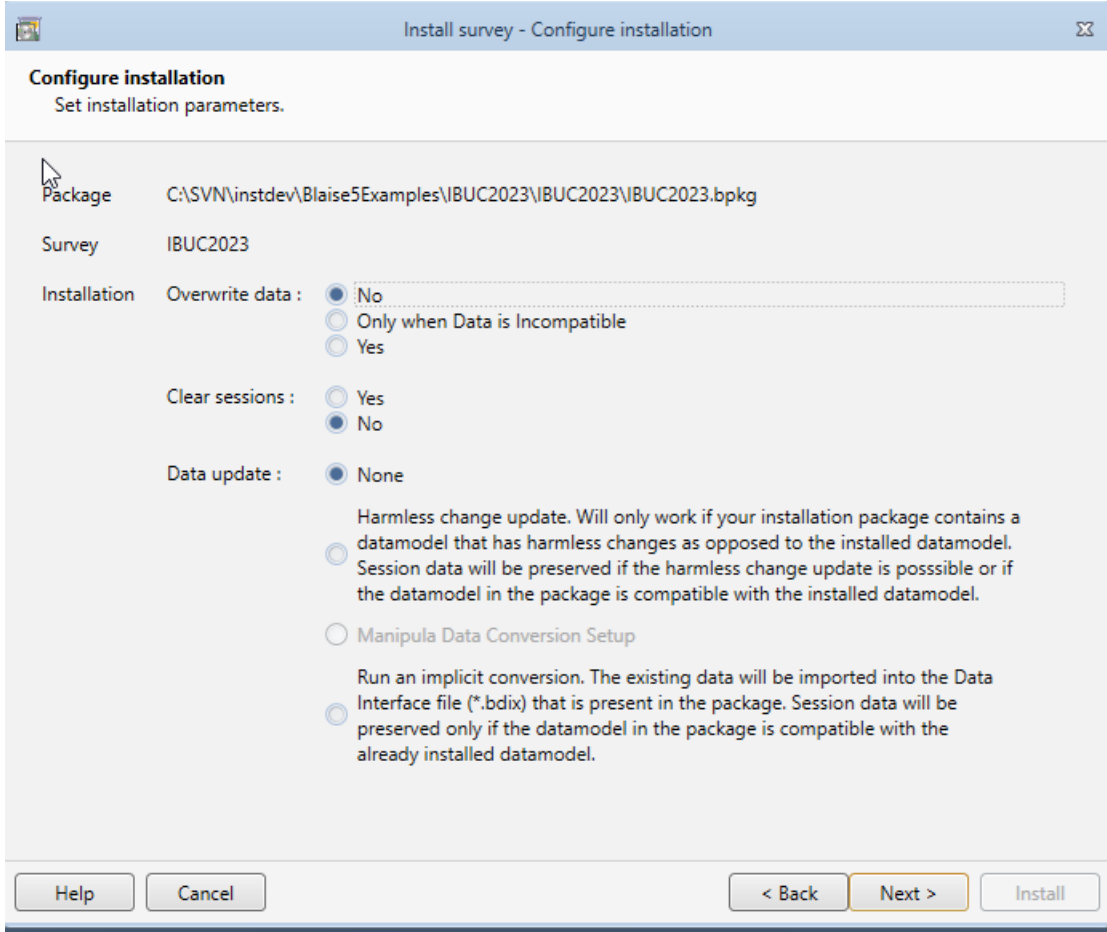 Install survey - Configure installation
Configure installation
Set installation parameters.
Package C:\SVN\instdev\Blaise5Examples\IBUC2023\IBUC2023\IBUC2023.bpkg
Survey IBUC2023
Installation Overwrite data : No
Only when Data is Incompatible
Yes
Clear sessions : Yes
No
Data update : None
Harmless change update. Will only work if your installation package contains a
datamodel that has harmless changes as opposed to the installed datamodel.
Session data will be preserved if the harmless change update is posssible or if
the datamodel in the package is compatible with the installed datamodel.
Manipula Data Conversion Setup
Run an implicit conversion. The existing data will be imported into the Data
Interface file (*.bdix) that is present in the package. Session data will be
preserved only if the datamodel in the package is compatible with the
already installed datamodel.
Help Cancel < Back Next > Install